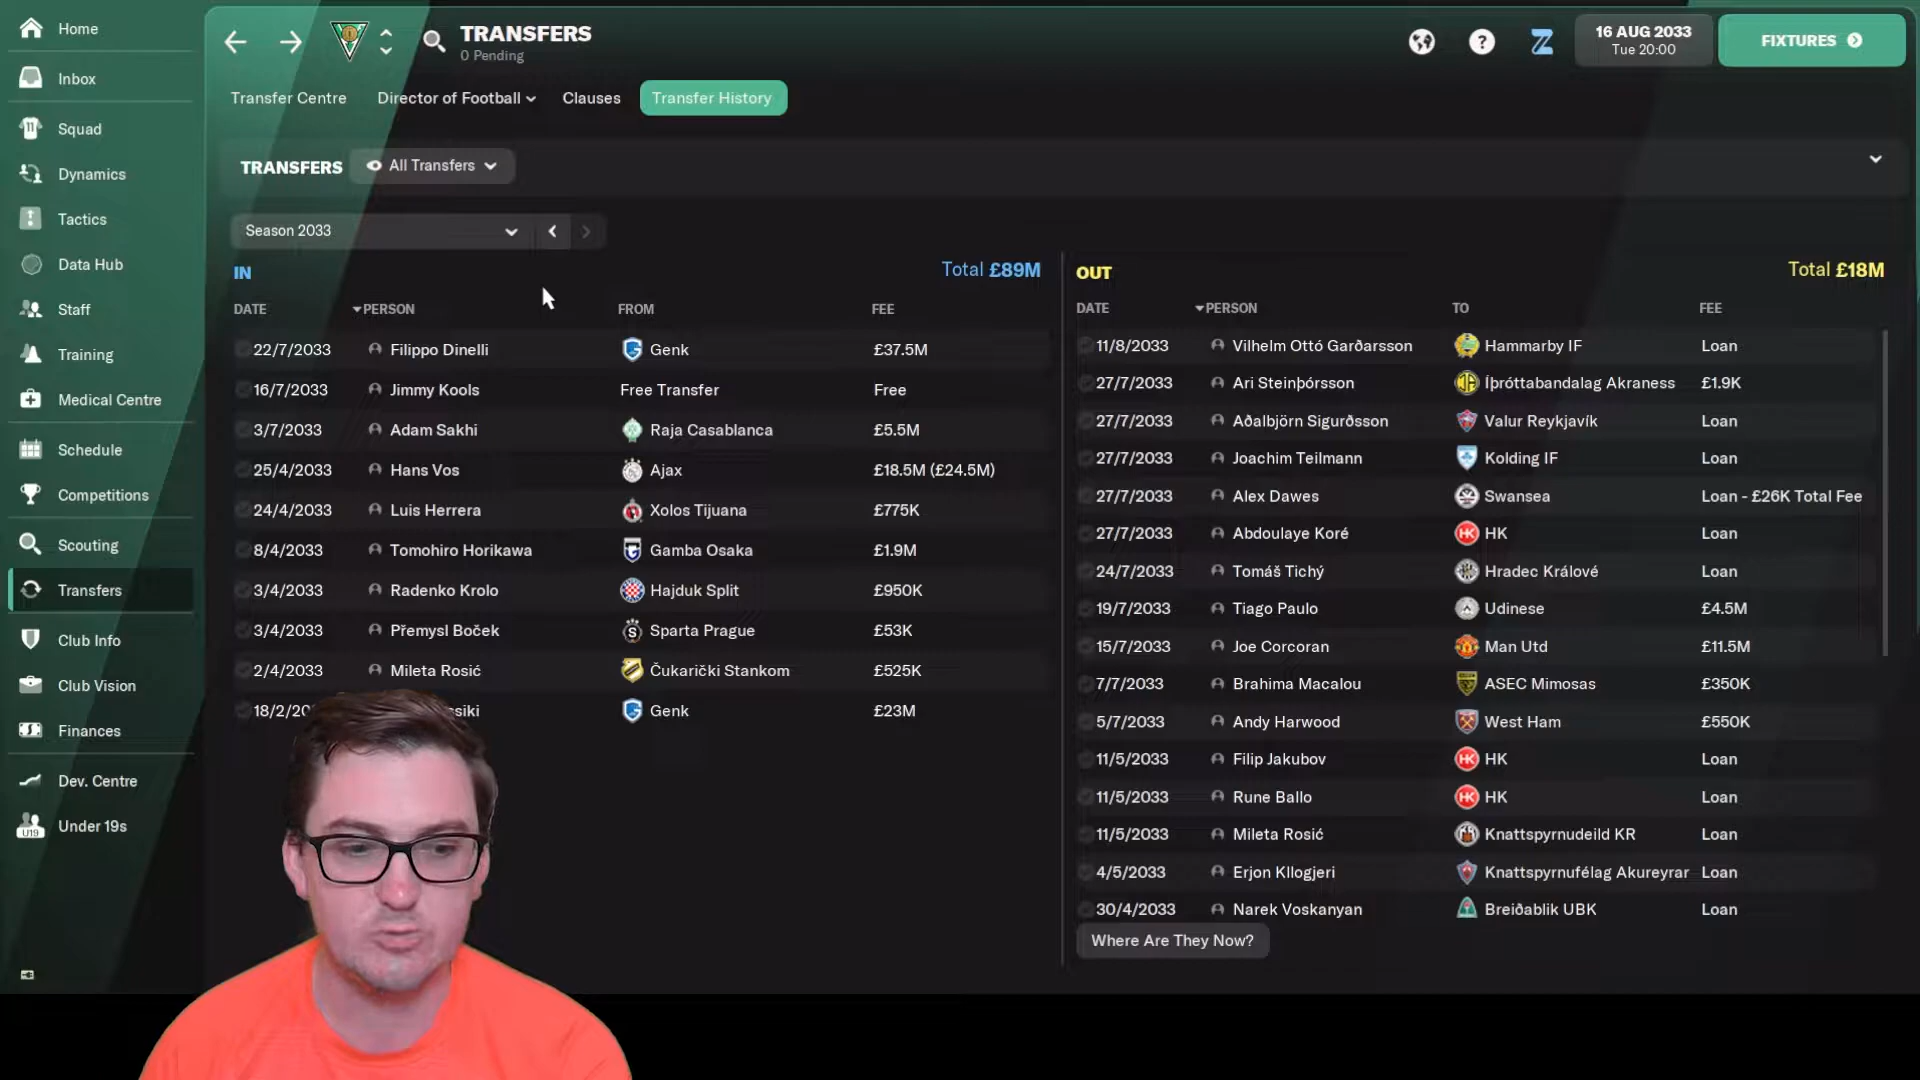 Home
Inbox
Squad
Dynamics
Tactics
Data Hub
Staff
Training
Medical Centre
Schedule
Competitions
Scouting
Transfers
Club Info
Club Vision
Finances
Dev. Centre
U19 Under 19s
TRANSFERS
0 Pending
16 AUG 2033
Tue 20:00
FIXTURES
Transfer Centre Director of Football Clauses Transfer History
TRANSFERS All Transfers
Season 2033
IN Total £89M
DATE PERSON FROM FEE
22/7/2033 Filippo Dinelli Genk £37.5M
16/7/2033 Jimmy Kools Free Transfer Free
3/7/2033 Adam Sakhi Raja Casablanca £5.5M
25/4/2033 Hans Vos Ajax £18.5M (£24.5M)
24/4/2033 Luis Herrera Xolos Tijuana £775K
8/4/2033 Tomohiro Horikawa Gamba Osaka £1.9M
3/4/2033 Radenko Krolo Hajduk Split £950K
3/4/2033 Přemysl Boček Sparta Prague £53K
2/4/2033 Mileta Rosić Čukarički Stankom £525K
Genk £23M
OUT Total £18M
DATE PERSON TO FEE
11/8/2033 Vilhelm Ottó Garðarsson Hammarby IF Loan
27/7/2033 Ari Steinþórsson Íþróttabandalag Akraness £1.9K
27/7/2033 Aðalbjörn Sigurðsson Valur Reykjavík Loan
27/7/2033 Joachim Teilmann Kolding IF Loan
27/7/2033 Alex Dawes Swansea Loan - £26K Total Fee
27/7/2033 Abdoulaye Koré HK Loan
24/7/2033 Tomáš Tichý Hradec Králové Loan
19/7/2033 Tiago Paulo Udinese £4.5M
15/7/2033 Joe Corcoran Man Utd £11.5M
7/7/2033 Brahima Macalou ASEC Mimosas £350K
5/7/2033 Andy Harwood West Ham £550K
11/5/2033 Filip Jakubov HK Loan
11/5/2033 Rune Ballo HK Loan
11/5/2033 Mileta Rosić Knattspyrnudeild KR Loan
4/5/2033 Erjon Kllogjeri Knattspyrnufélag Akureyrar Loan
30/4/2033 Narek Voskanyan Breiðablik UBK Loan
Where Are They Now?